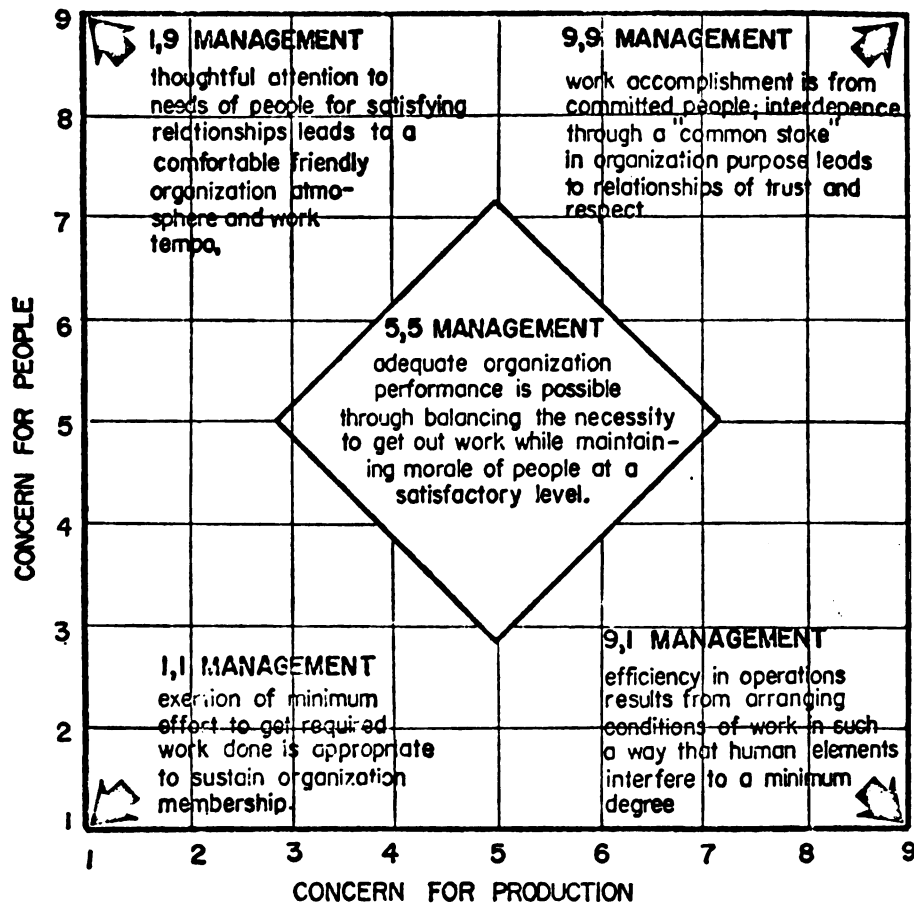 1,9 MANAGEMENT
thoughtful attention to
needs of people for satisfying
relationships leads to a
comfortable friendly
organization atmo-
sphere and work
tempo.
9,9 MANAGEMENT
work accomplishment is from
committed people; interdepence
through a "common stake"
in organization purpose leads
to relationships of trust and
respect
5,5 MANAGEMENT
adequate organization
performance is possible
through balancing the necessity
to get out work while maintain-
ing morale of people at a
satisfactory level.
1,1 MANAGEMENT
exertion of minimum
effort to get required
work done is appropriate
to sustain organization
membership.
9,1 MANAGEMENT
efficiency in operations
results from arranging
conditions of work in such
a way that human elements
interfere to a minimum
degree
CONCERN FOR PEOPLE
9
8
7
6
5
4
3
2
1
1 2 3 4 5 6 7 8 9
CONCERN FOR PRODUCTION